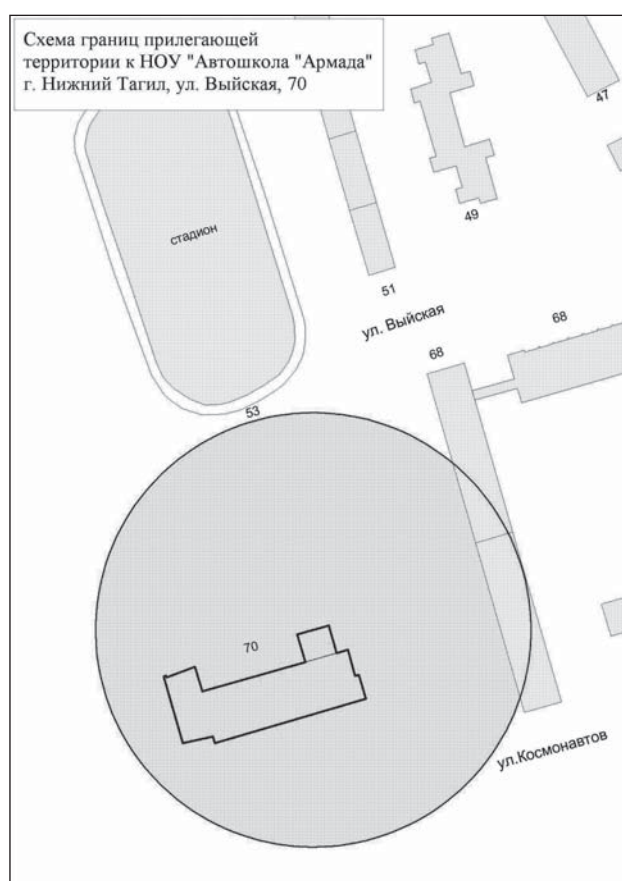 Схема границ прилегающей
территории к НОУ "Автошкола "Армада"
г. Нижний Тагил, ул. Выйская, 70
47
49
стадион
51
ул. Выйская
68
68
53
70
ул.Космонавтов